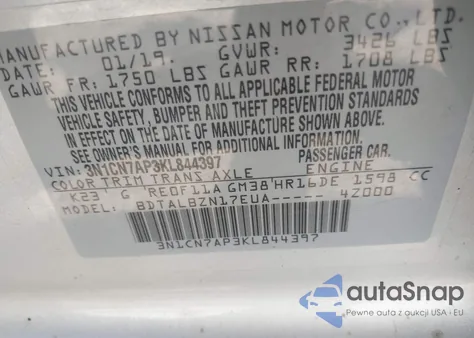 MANUFACTURED BY NISSAN MOTOR CO., LTD.
DATE: 01/19. GVWR: 3426 LBS
GAWR FR: 1750 LBS GAWR RR: 1708 LBS
THIS VEHICLE CONFORMS TO ALL APPLICABLE FEDERAL MOTOR
VEHICLE SAFETY, BUMPER AND THEFT PREVENTION STANDARDS
IN EFFECT ON THE DATE OF MANUFACTURE SHOWN ABOVE.
SEE OWNER'S MANUAL FOR ADDITIONAL INFORMATION
VIN: 3N1CN7AP3KL844397 PASSENGER CAR.
COLOR TRIM TRANS AXLE ENGINE
K23 G RE0F11A GM38 HR16DE 1598 CC
MODEL: BDTALBZN17EUA----- 4Z000
3N1CN7AP3KL844397
autoSnap
Pewne auta z aukcji USA i EU